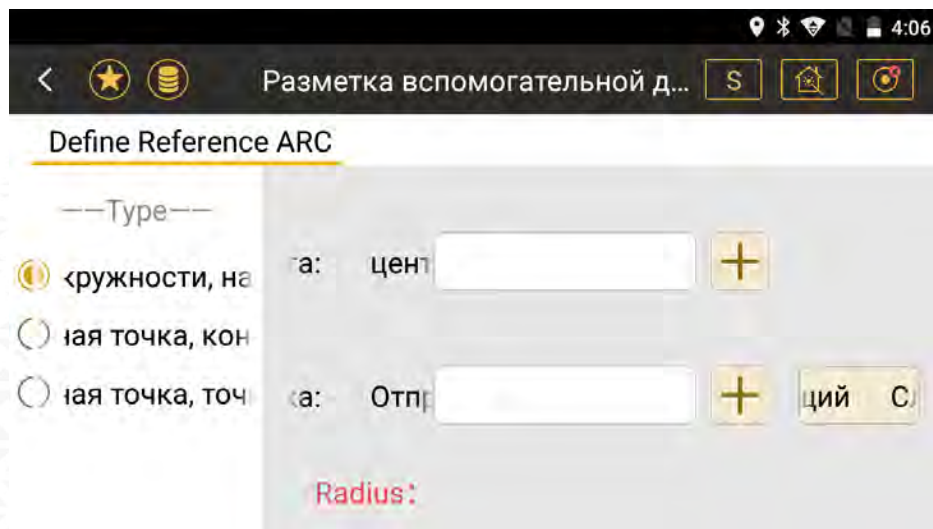 4:06
Разметка вспомогательной д... S
Define Reference ARC
--Type--
кружности, на
ная точка, кон
ная точка, точ
та: цент
ка: Отпр
щий Сл
Radius: